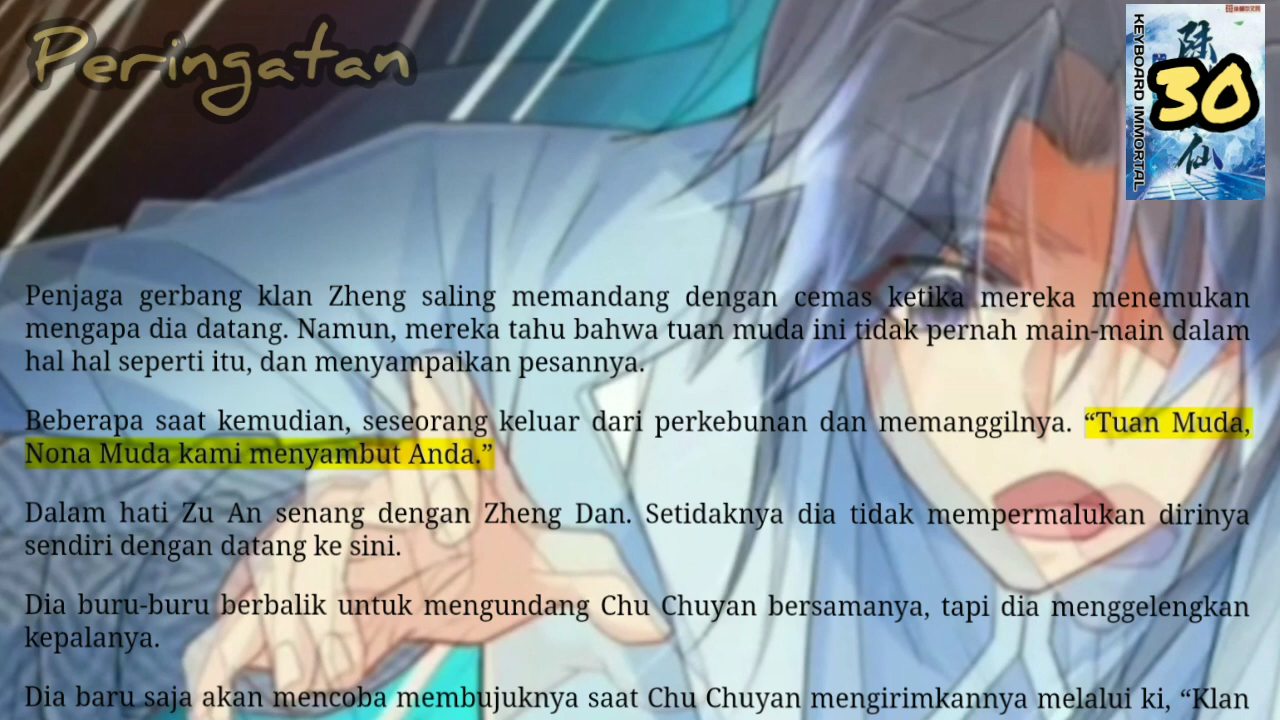 Peringatan
KEYBOARD IMMORTAL
30
仙
Penjaga gerbang klan Zheng saling memandang dengan cemas ketika mereka menemukan
mengapa dia datang. Namun, mereka tahu bahwa tuan muda ini tidak pernah main-main dalam
hal hal seperti itu, dan menyampaikan pesannya.
Beberapa saat kemudian, seseorang keluar dari perkebunan dan memanggilnya. “Tuan Muda,
Nona Muda kami menyambut Anda.”
Dalam hati Zu An senang dengan Zheng Dan. Setidaknya dia tidak mempermalukan dirinya
sendiri dengan datang ke sini.
Dia buru-buru berbalik untuk mengundang Chu Chuyan bersamanya, tapi dia menggelengkan
kepalanya.
Dia baru saja akan mencoba membujuknya saat Chu Chuyan mengirimkannya melalui ki, “Klan